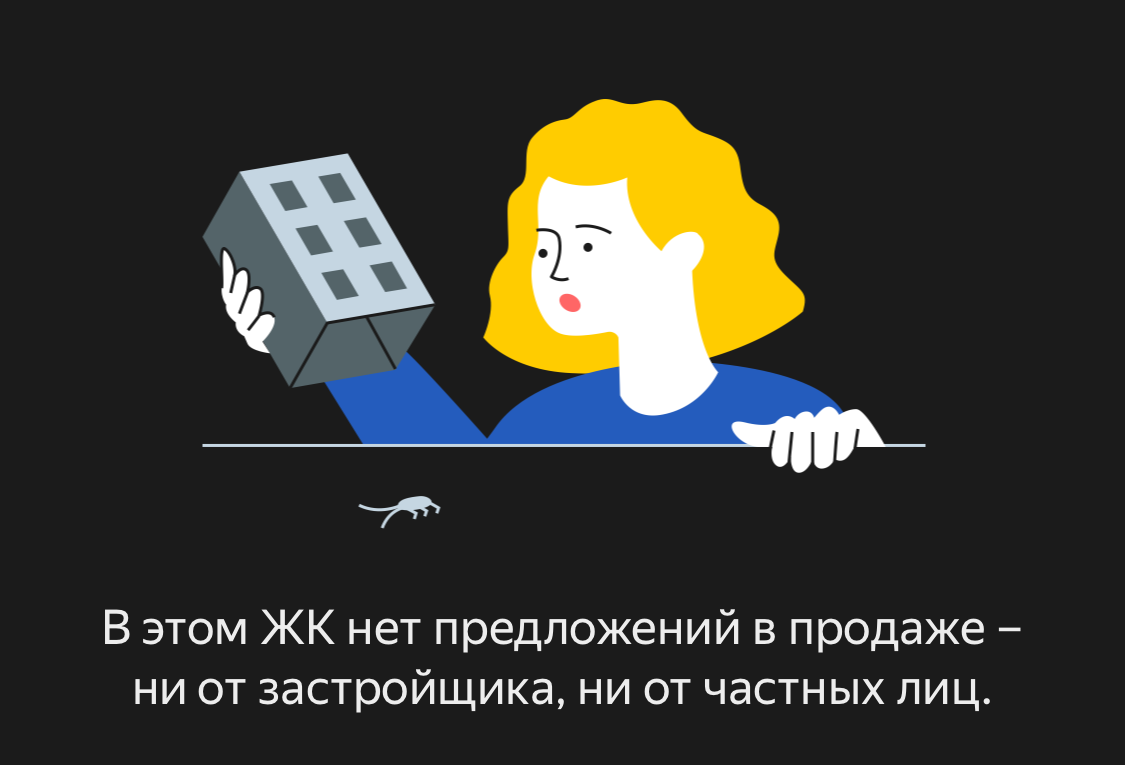 В этом ЖК нет предложений в продаже –
ни от застройщика, ни от частных лиц.